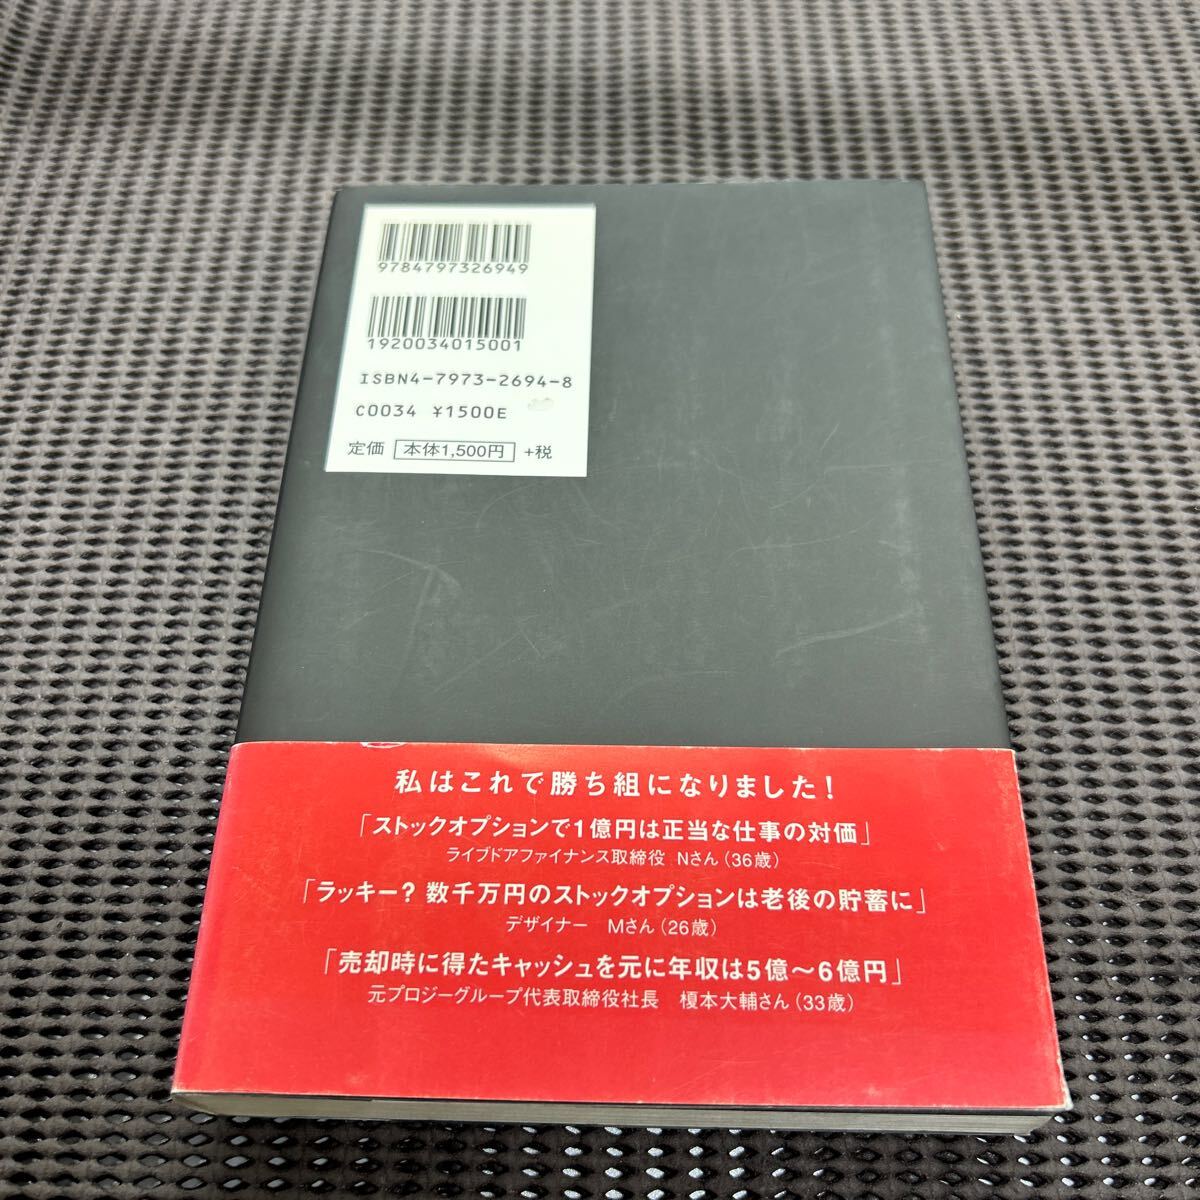 9784797326949
1920034015001
ISBN4-7973-2694-8
C0034 ¥1500E
定価 本体1,500円 +税
私はこれで勝ち組になりました!
「ストックオプションで1億円は正当な仕事の対価」
ライブドアファイナンス取締役 Nさん(36歳)
「ラッキー? 数千万円のストックオプションは老後の貯蓄に」
デザイナー Mさん(26歳)
「売却時に得たキャッシュを元に年収は5億〜6億円」
元プロジーグループ代表取締役社長 榎本大輔さん(33歳)